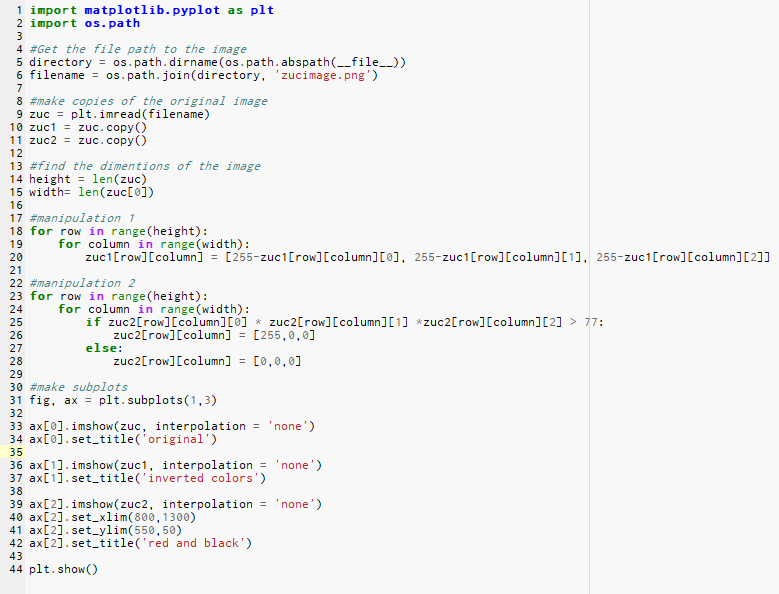 1 import matplotlib.pyplot as plt
2 import os.path
3
4 #Get the file path to the image
5 directory = os.path.dirname(os.path.abspath(__file__))
6 filename = os.path.join(directory, 'zucimage.png')
7
8 #make copies of the original image
9 zuc = plt.imread(filename)
10 zuc1 = zuc.copy()
11 zuc2 = zuc.copy()
12
13 #find the dimentions of the image
14 height = len(zuc)
15 width= len(zuc[0])
16
17 #manipulation 1
18 for row in range(height):
19     for column in range(width):
20         zuc1[row][column] = [255-zuc1[row][column][0], 255-zuc1[row][column][1], 255-zuc1[row][column][2]]
21
22 #manipulation 2
23 for row in range(height):
24     for column in range(width):
25         if zuc2[row][column][0] * zuc2[row][column][1] *zuc2[row][column][2] > 77:
26             zuc2[row][column] = [255,0,0]
27         else:
28             zuc2[row][column] = [0,0,0]
29
30 #make subplots
31 fig, ax = plt.subplots(1,3)
32
33 ax[0].imshow(zuc, interpolation = 'none')
34 ax[0].set_title('original')
35
36 ax[1].imshow(zuc1, interpolation = 'none')
37 ax[1].set_title('inverted colors')
38
39 ax[2].imshow(zuc2, interpolation = 'none')
40 ax[2].set_xlim(800,1300)
41 ax[2].set_ylim(550,50)
42 ax[2].set_title('red and black')
43
44 plt.show()